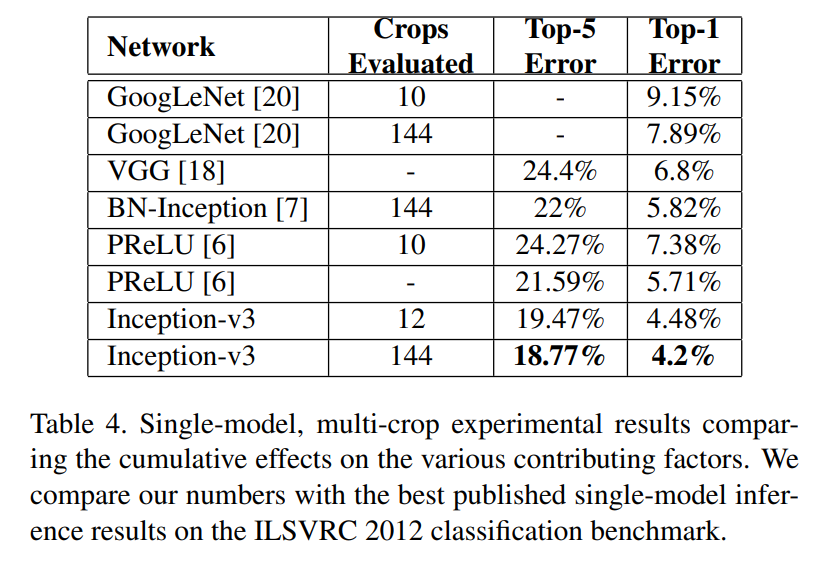 Network Crops Evaluated Top-5 Error Top-1 Error
GoogLeNet [20] 10 - 9.15%
GoogLeNet [20] 144 - 7.89%
VGG [18] - 24.4% 6.8%
BN-Inception [7] 144 22% 5.82%
PReLU [6] 10 24.27% 7.38%
PReLU [6] - 21.59% 5.71%
Inception-v3 12 19.47% 4.48%
Inception-v3 144 18.77% 4.2%
Table 4. Single-model, multi-crop experimental results compar-
ing the cumulative effects on the various contributing factors. We
compare our numbers with the best published single-model infer-
ence results on the ILSVRC 2012 classification benchmark.